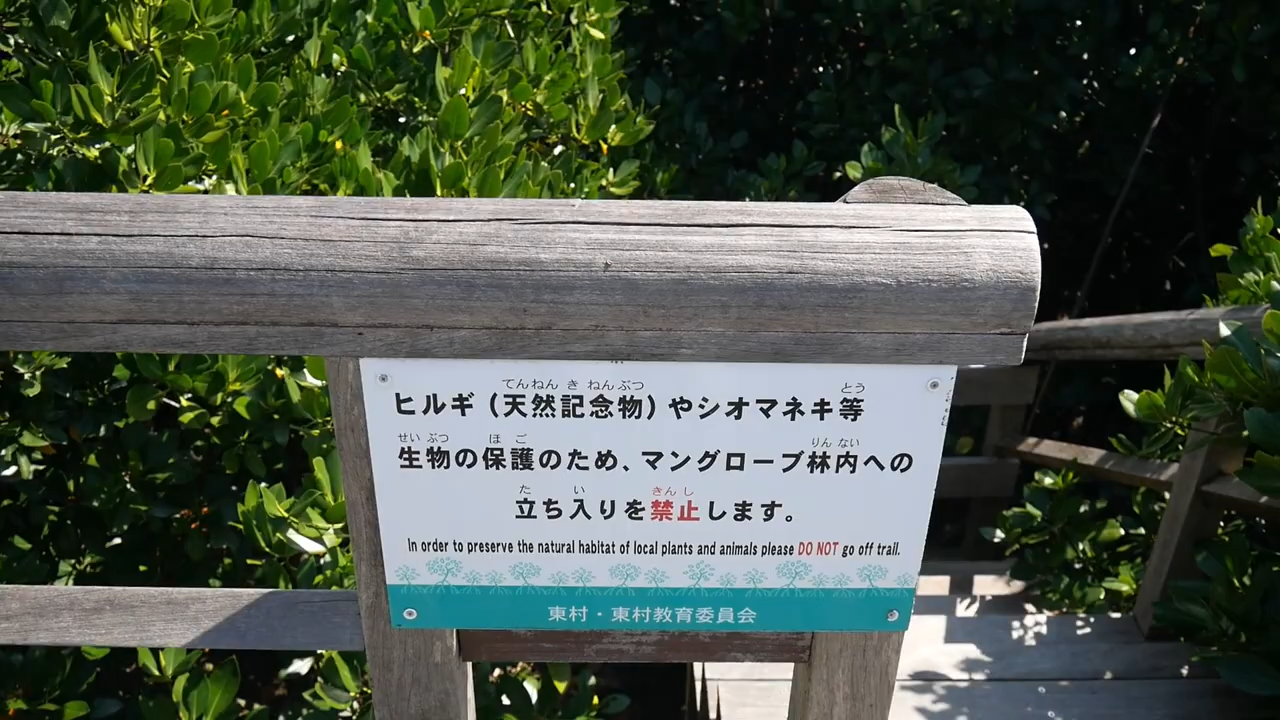 てんねん き ねんぶつ とう
ヒルギ（天然記念物）やシオマネキ等
せい ぶつ ほ ご りん ない
生物の保護のため、マングローブ林内への
た い きん し
立ち入りを禁止します。
In order to preserve the natural habitat of local plants and animals please DO NOT go off trail.
東村・東村教育委員会